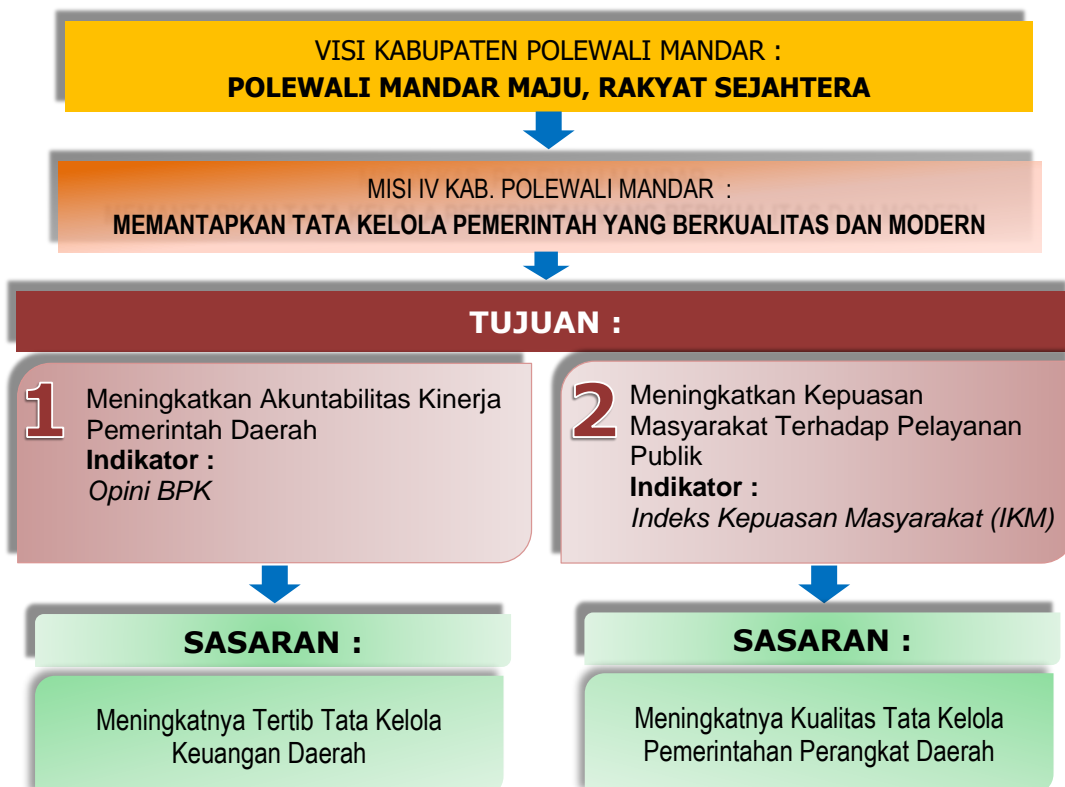 VISI KABUPATEN POLEWALI MANDAR :
POLEWALI MANDAR MAJU, RAKYAT SEJAHTERA
MISI IV KAB. POLEWALI MANDAR :
MEMANTAPKAN TATA KELOLA PEMERINTAH YANG BERKUALITAS DAN MODERN
TUJUAN :
1
Meningkatkan Akuntabilitas Kinerja
Pemerintah Daerah
Indikator :
Opini BPK
2
Meningkatkan Kepuasan
Masyarakat Terhadap Pelayanan
Publik
Indikator :
Indeks Kepuasan Masyarakat (IKM)
SASARAN :
Meningkatnya Tertib Tata Kelola
Keuangan Daerah
SASARAN :
Meningkatnya Kualitas Tata Kelola
Pemerintahan Perangkat Daerah